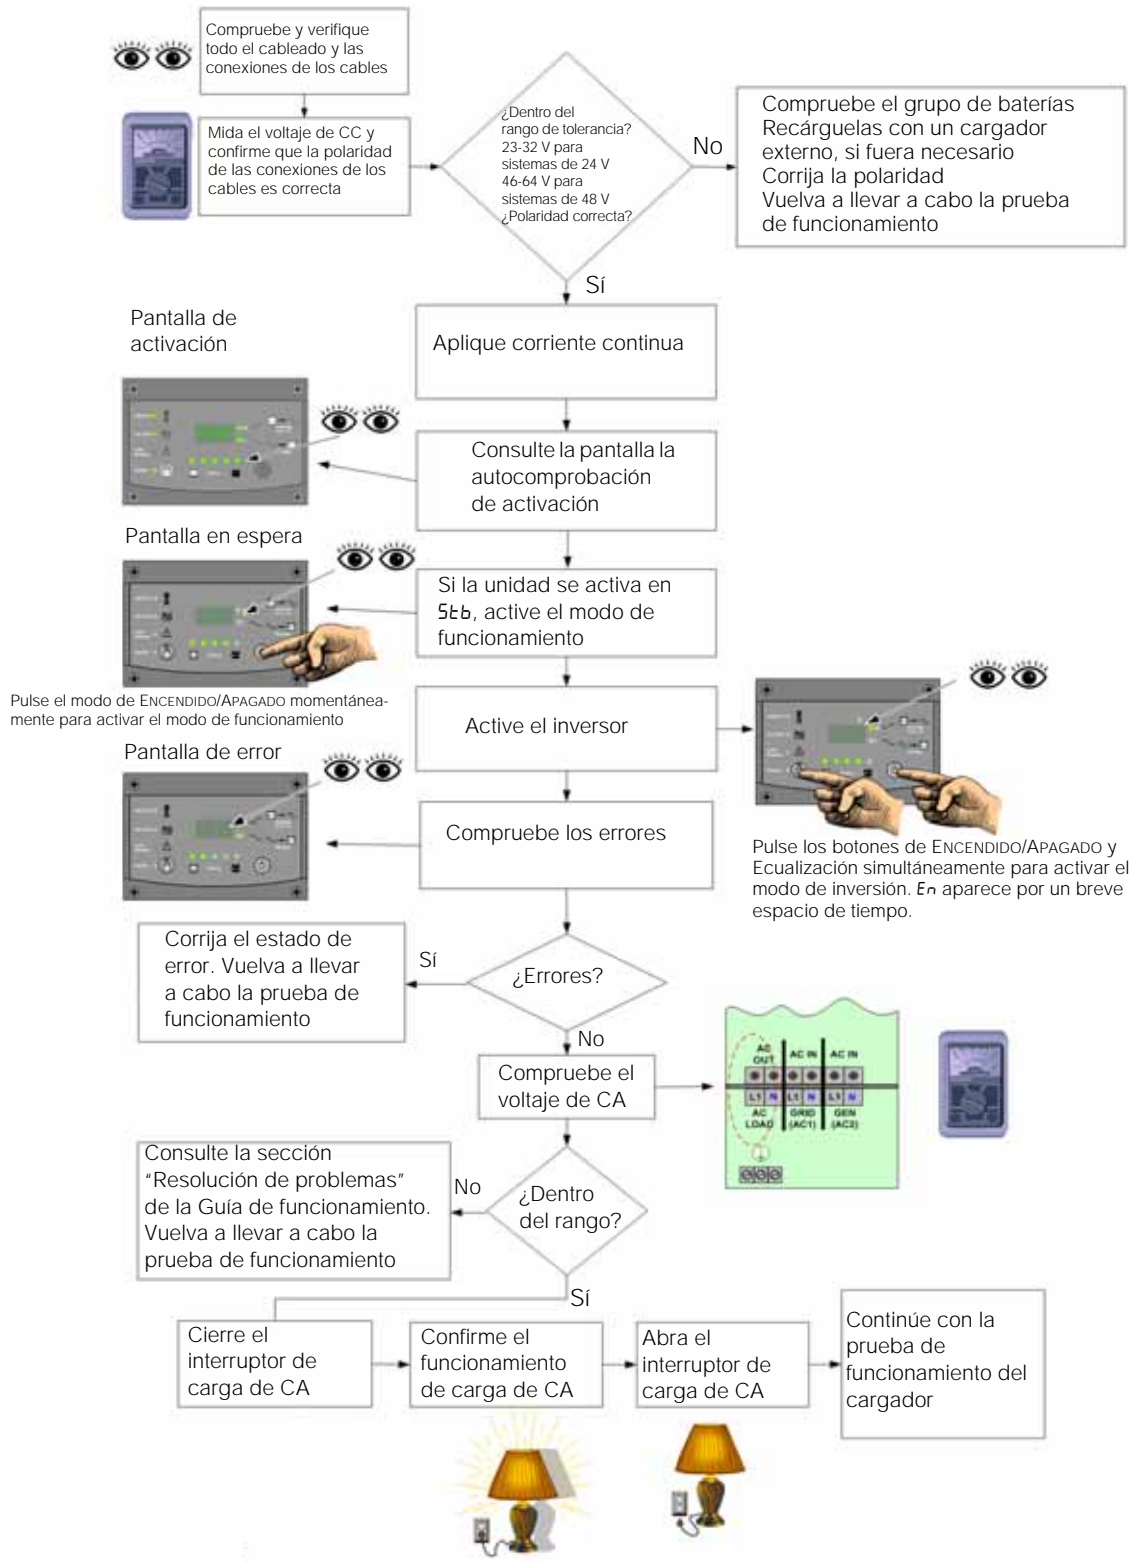 Compruebe y verifique
todo el cableado y las
conexiones de los cables
Mida el voltaje de CC y
confirme que la polaridad
de las conexiones de los
cables es correcta
¿Dentro del
rango de tolerancia?
23-32 V para
sistemas de 24 V
46-64 V para
sistemas de 48 V
¿Polaridad correcta?
No
Compruebe el grupo de baterías
Recárguelas con un cargador
externo, si fuera necesario
Corrija la polaridad
Vuelva a llevar a cabo la prueba
de funcionamiento
Sí
Aplique corriente continua
Pantalla de
activación
Consulte la pantalla la
autocomprobación
de activación
Pantalla en espera
Si la unidad se activa en
Stb, active el modo de
funcionamiento
Pulse el modo de ENCENDIDO/APAGADO momentánea-
mente para activar el modo de funcionamiento
Active el inversor
Pulse los botones de ENCENDIDO/APAGADO y
Ecualización simultáneamente para activar el
modo de inversión. En aparece por un breve
espacio de tiempo.
Pantalla de error
Compruebe los errores
¿Errores?
Sí
Corrija el estado de
error. Vuelva a llevar
a cabo la prueba de
funcionamiento
No
Compruebe el
voltaje de CA
AC OUT AC IN AC IN
L1 N L1 N L1 N
AC LOAD GRID (AC1) GEN (AC2)
¿Dentro
del rango?
No
Consulte la sección
"Resolución de problemas"
de la Guía de funcionamiento.
Vuelva a llevar a cabo la
prueba de funcionamiento
Sí
Cierre el
interruptor de
carga de CA
Confirme el
funcionamiento
de carga de CA
Abra el
interruptor de
carga de CA
Continúe con la
prueba de
funcionamiento del
cargador